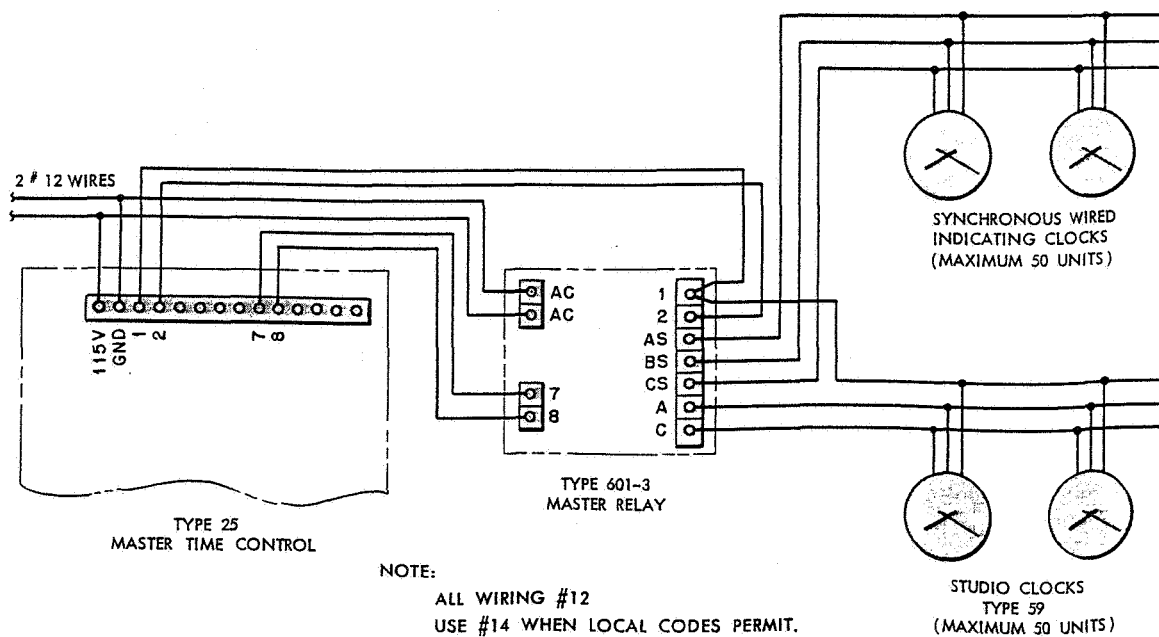 2 # 12 WIRES
115V
GND
1
2
7
8
AC
AC
7
8
1
2
AS
BS
CS
A
C
SYNCHRONOUS WIRED
INDICATING CLOCKS
(MAXIMUM 50 UNITS)
TYPE 25
MASTER TIME CONTROL
TYPE 601-3
MASTER RELAY
STUDIO CLOCKS
TYPE 59
(MAXIMUM 50 UNITS)
NOTE:
ALL WIRING #12
USE #14 WHEN LOCAL CODES PERMIT.